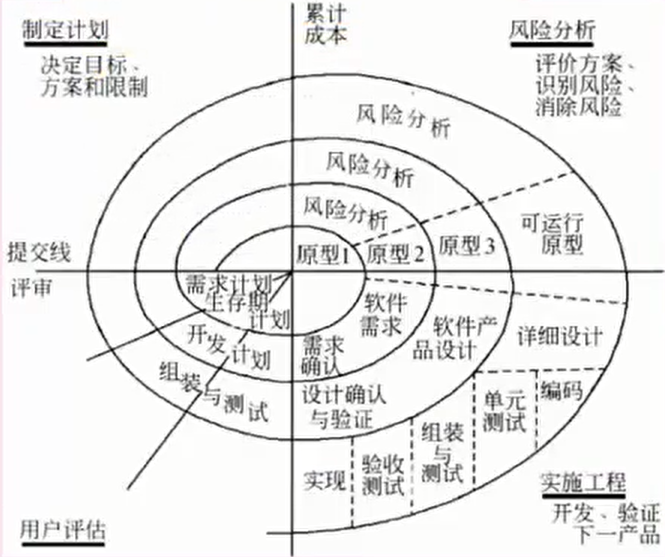 制定计划
决定目标、
方案和限制
累计
成本
风险分析
评价方案、
识别风险、
消除风险
风险分析
风险分析
风险分析
可运行
原型
原型1
原型2
原型3
提交线
评审
需求计划
生存期
计划
开发计划
组装与测试
软件
需求
需求
确认
软件产
品设计
详细设计
设计确认
与验证
单元
测试
编码
组装
与
测试
验收
测试
实现
实施工程
开发、验证
下一产品
用户评估